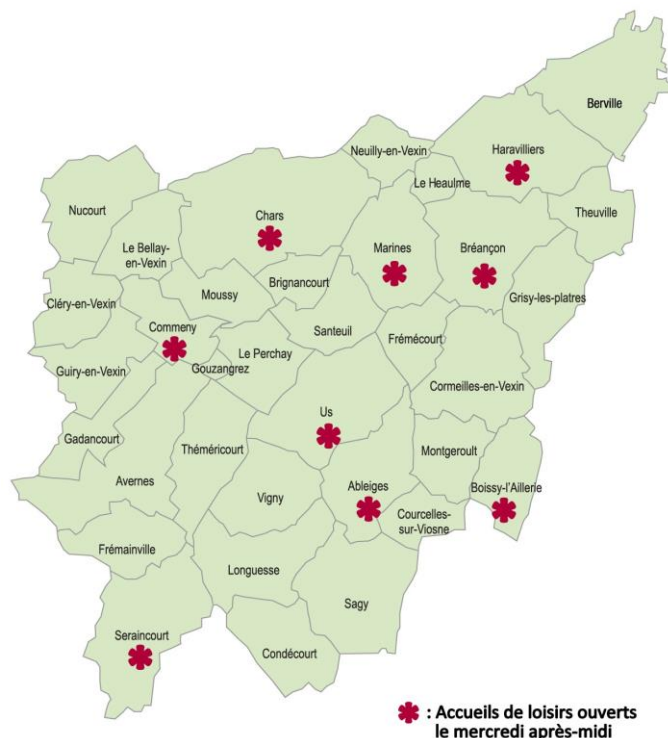 Berville
Neuilly-en-Vexin
Haravilliers
Le Heaulme
Nucourt
Chars
Theuville
Le Bellay-
en-Vexin
Marines
Bréançon
Brignancourt
Moussy
Cléry-en-Vexin
Grisy-les-platres
Commeny
Santeuil
Frémécourt
Le Perchay
Gouzangrez
Guiry-en-Vexin
Cormeilles-en-Vexin
Us
Gadancourt
Théméricourt
Montgeroult
Avernes
Ableiges
Boissy-l'Aillerie
Vigny
Courcelles-
sur-Viosne
Frémainville
Longuesse
Sagy
Seraincourt
Condécourt
: Accueils de loisirs ouverts
le mercredi après-midi